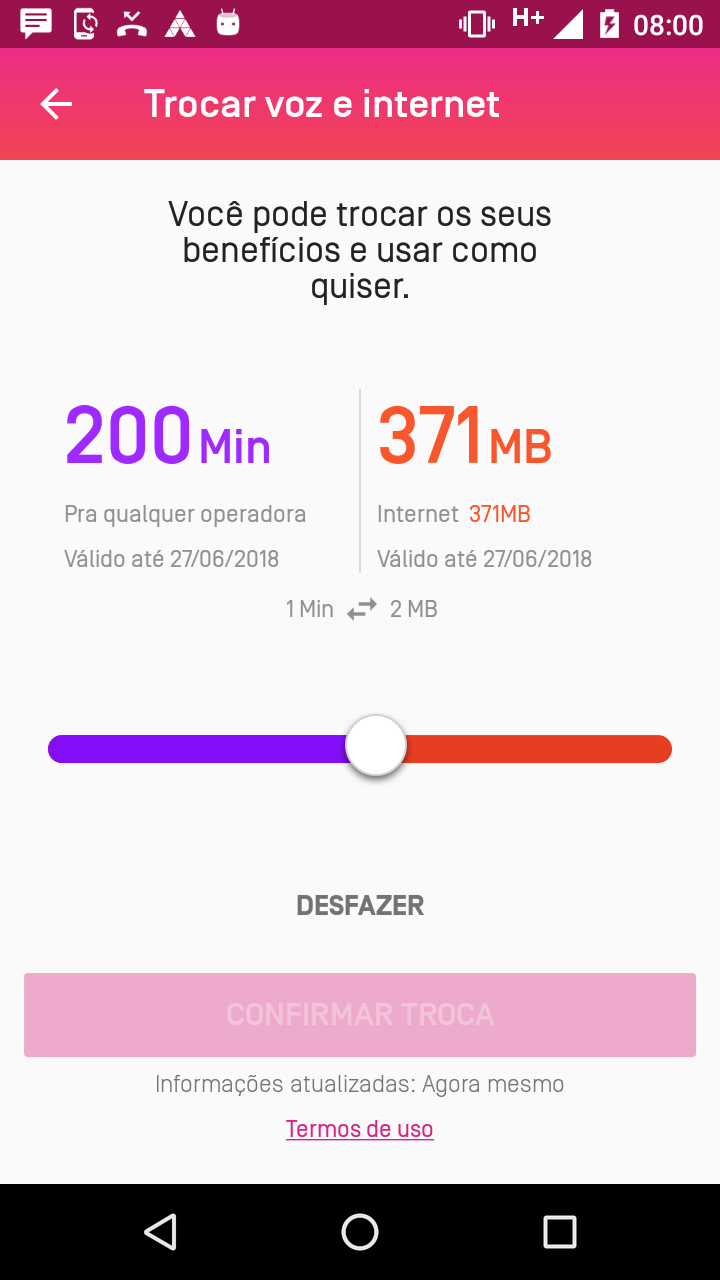 H+ 08:00
Trocar voz e internet
Você pode trocar os seus
benefícios e usar como
quiser.
200 Min
Pra qualquer operadora
Válido até 27/06/2018
371 MB
Internet 371MB
Válido até 27/06/2018
1 Min 2 MB
DESFAZER
CONFIRMAR TROCA
Informações atualizadas: Agora mesmo
Termos de uso